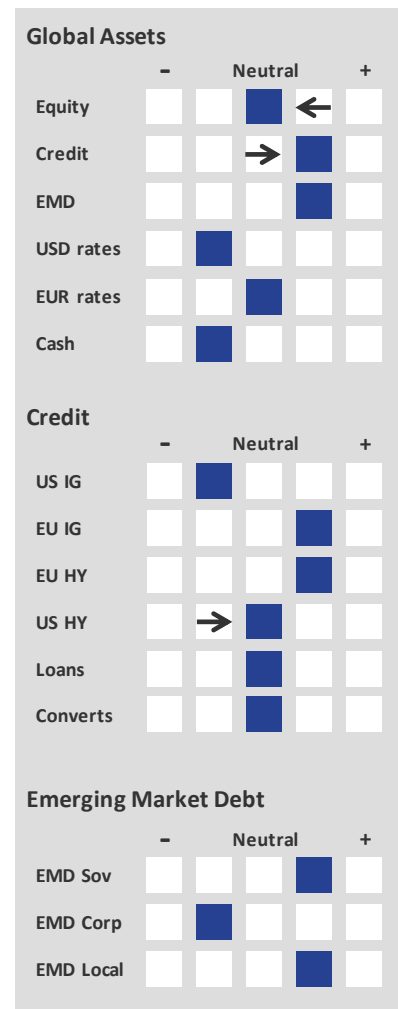 Global Assets
- Neutral +
Equity
Credit
EMD
USD rates
EUR rates
Cash
Credit
- Neutral +
US IG
EU IG
EU HY
US HY
Loans
Converts
Emerging Market Debt
- Neutral +
EMD Sov
EMD Corp
EMD Local